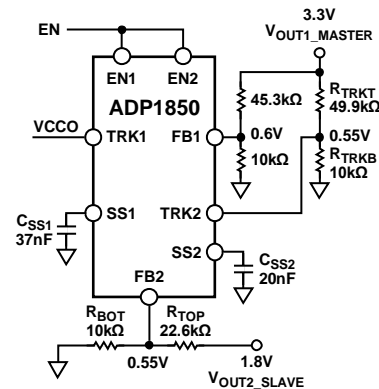 EN
3.3V
VOUT1_MASTER
EN1
EN2
ADP1850
45.3kΩ
RTRKT
49.9kΩ
VCCO
TRK1
FB1
0.6V
0.55V
10kΩ
RTRKB
10kΩ
CSS1
37nF
SS1
TRK2
SS2
CSS2
20nF
FB2
RBOT
10kΩ
RTOP
22.6kΩ
0.55V
1.8V
VOUT2_SLAVE